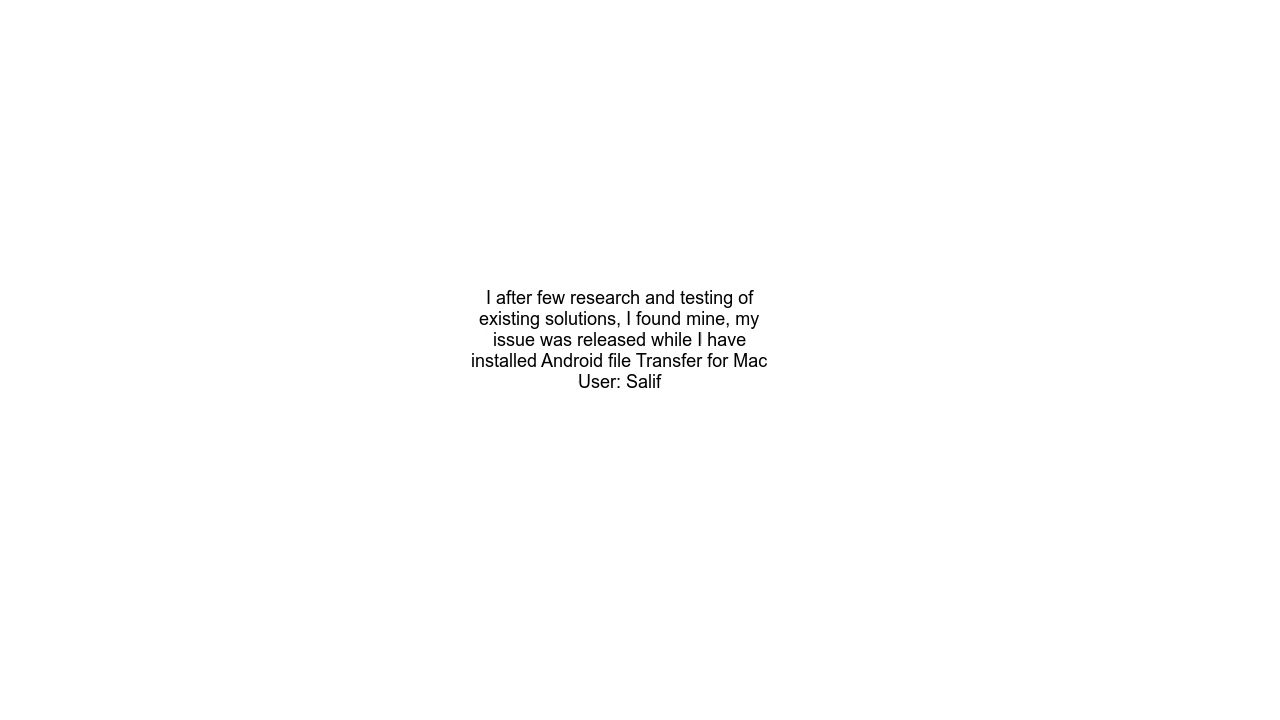 I after few research and testing of
existing solutions, I found mine, my
issue was released while I have
installed Android file Transfer for Mac
User: Salif